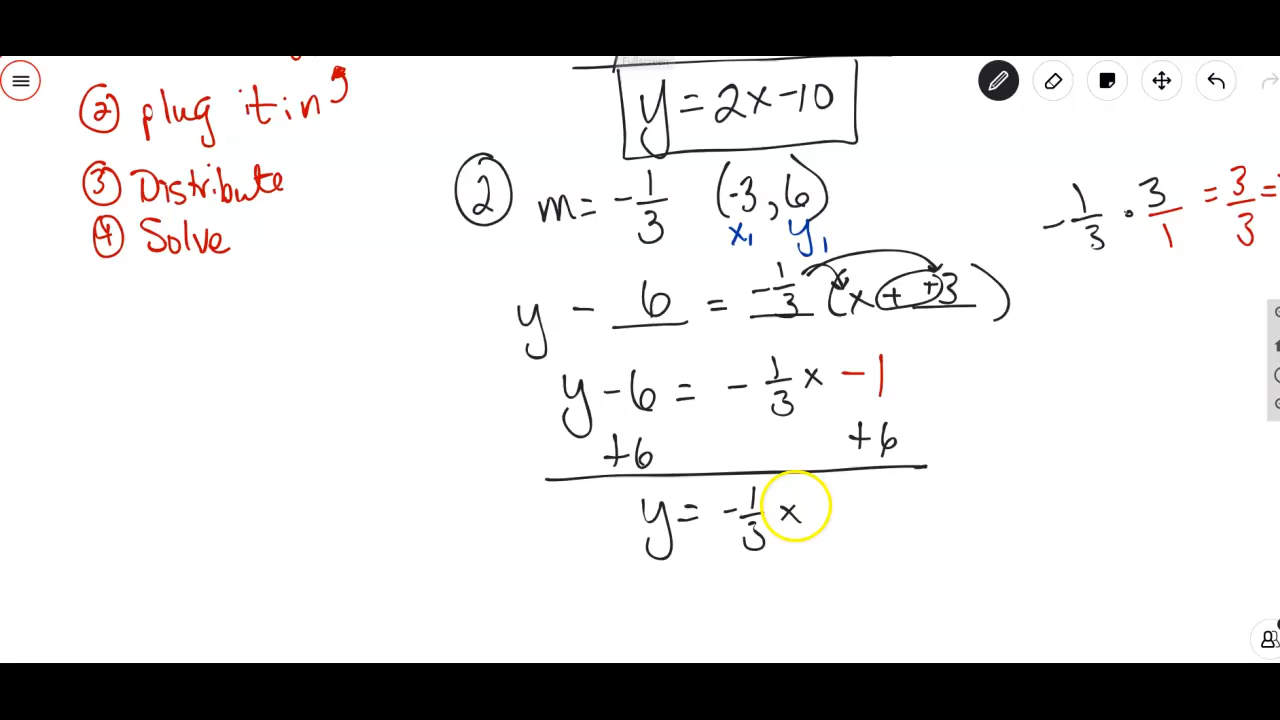 y = 2x - 10
② plug it in
③ Distribute
④ Solve
② m = -1/3 (-3, 6)
x₁ y₁
-1/3 · 3/1 = 3/3 =
y - 6 = -1/3 (x + +3)
y - 6 = -1/3 x - 1
+6 +6
y = -1/3 x